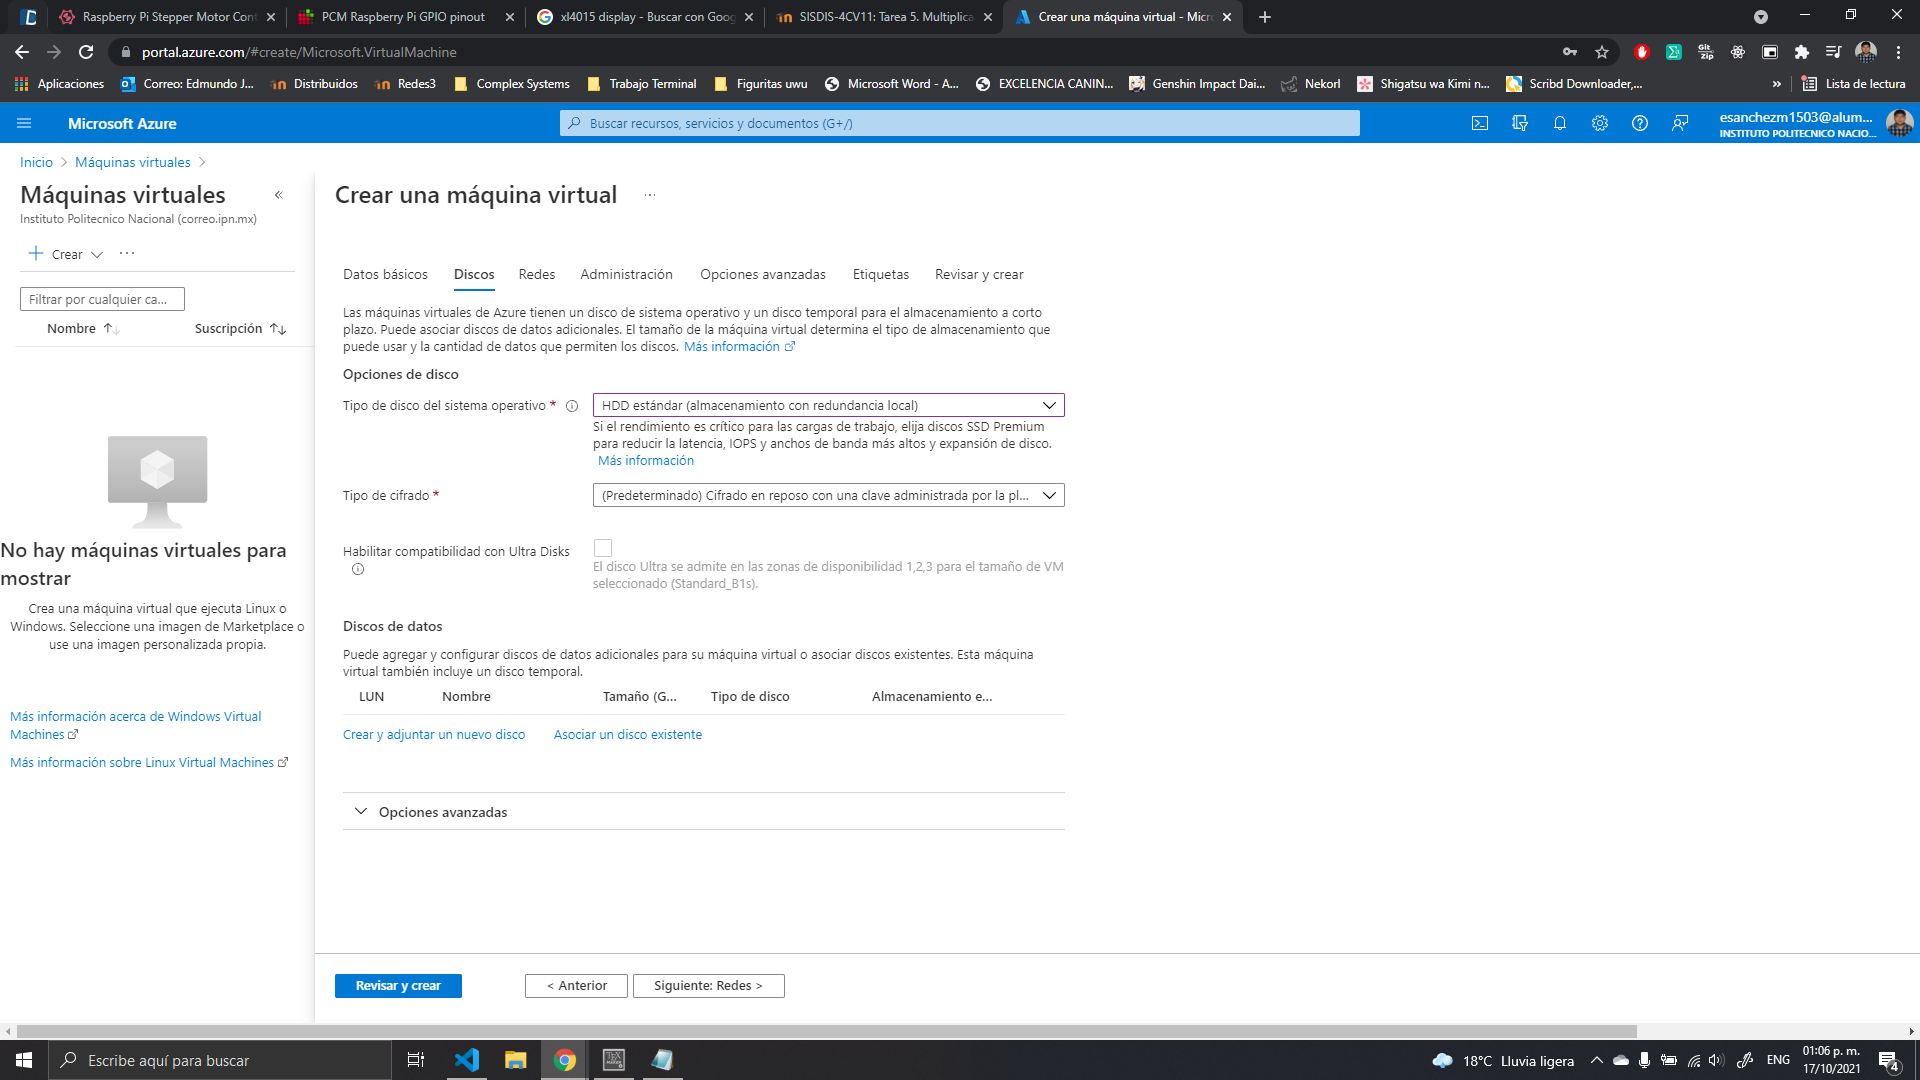 Raspberry Pi Stepper Motor Cont
PCM Raspberry Pi GPIO pinout
xl4015 display - Buscar con Goog
SISDIS-4CV11: Tarea 5. Multiplica
Crear una máquina virtual - Micro
portal.azure.com/#create/Microsoft.VirtualMachine
Aplicaciones
Correo: Edmundo J...
Distribuidos
Redes3
Complex Systems
Trabajo Terminal
Figuritas uwu
Microsoft Word - A...
EXCELENCIA CANIN...
Genshin Impact Dai...
Nekorl
Shigatsu wa Kimi n...
Scribd Downloader,...
»
Lista de lectura
Microsoft Azure
Buscar recursos, servicios y documentos (G+/)
esanchezm1503@alum...
INSTITUTO POLITECNICO NACIO...
Inicio > Máquinas virtuales >
Máquinas virtuales «
Instituto Politecnico Nacional (correo.ipn.mx)
+ Crear ...
Filtrar por cualquier ca...
Nombre ↑↓ Suscripción ↑↓
No hay máquinas virtuales para
mostrar
Crea una máquina virtual que ejecuta Linux o
Windows. Seleccione una imagen de Marketplace o
use una imagen personalizada propia.
Más información acerca de Windows Virtual
Machines
Más información sobre Linux Virtual Machines
Crear una máquina virtual ...
Datos básicos Discos Redes Administración Opciones avanzadas Etiquetas Revisar y crear
Las máquinas virtuales de Azure tienen un disco de sistema operativo y un disco temporal para el almacenamiento a corto
plazo. Puede asociar discos de datos adicionales. El tamaño de la máquina virtual determina el tipo de almacenamiento que
puede usar y la cantidad de datos que permiten los discos. Más información
Opciones de disco
Tipo de disco del sistema operativo *
HDD estándar (almacenamiento con redundancia local)
Si el rendimiento es crítico para las cargas de trabajo, elija discos SSD Premium
para reducir la latencia, IOPS y anchos de banda más altos y expansión de disco.
Más información
Tipo de cifrado *
(Predeterminado) Cifrado en reposo con una clave administrada por la pl...
Habilitar compatibilidad con Ultra Disks
El disco Ultra se admite en las zonas de disponibilidad 1,2,3 para el tamaño de VM
seleccionado (Standard_B1s).
Discos de datos
Puede agregar y configurar discos de datos adicionales para su máquina virtual o asociar discos existentes. Esta máquina
virtual también incluye un disco temporal.
LUN Nombre Tamaño (G... Tipo de disco Almacenamiento e...
Crear y adjuntar un nuevo disco Asociar un disco existente
Opciones avanzadas
Revisar y crear
< Anterior
Siguiente: Redes >
Escribe aquí para buscar
18°C Lluvia ligera
ENG
01:06 p. m.
17/10/2021
4